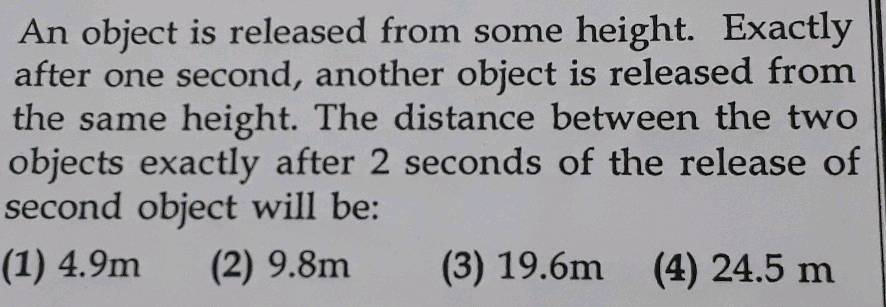 An object is released from some height. Exactly
after one second, another object is released from
the same height. The distance between the two
objects exactly after 2 seconds of the release of
second object will be:
(1) 4.9m (2) 9.8m (3) 19.6m (4) 24.5 m